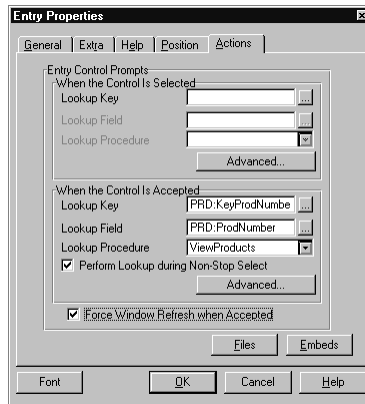 Entry Properties
General Extra Help Position Actions
Entry Control Prompts
When the Control Is Selected
Lookup Key ...
Lookup Field ...
Lookup Procedure
Advanced...
When the Control Is Accepted
Lookup Key PRD:KeyProdNumbe ...
Lookup Field PRD:ProdNumber ...
Lookup Procedure ViewProducts
Perform Lookup during Non-Stop Select
Advanced...
Force Window Refresh when Accepted
Files Embeds
Font OK Cancel Help